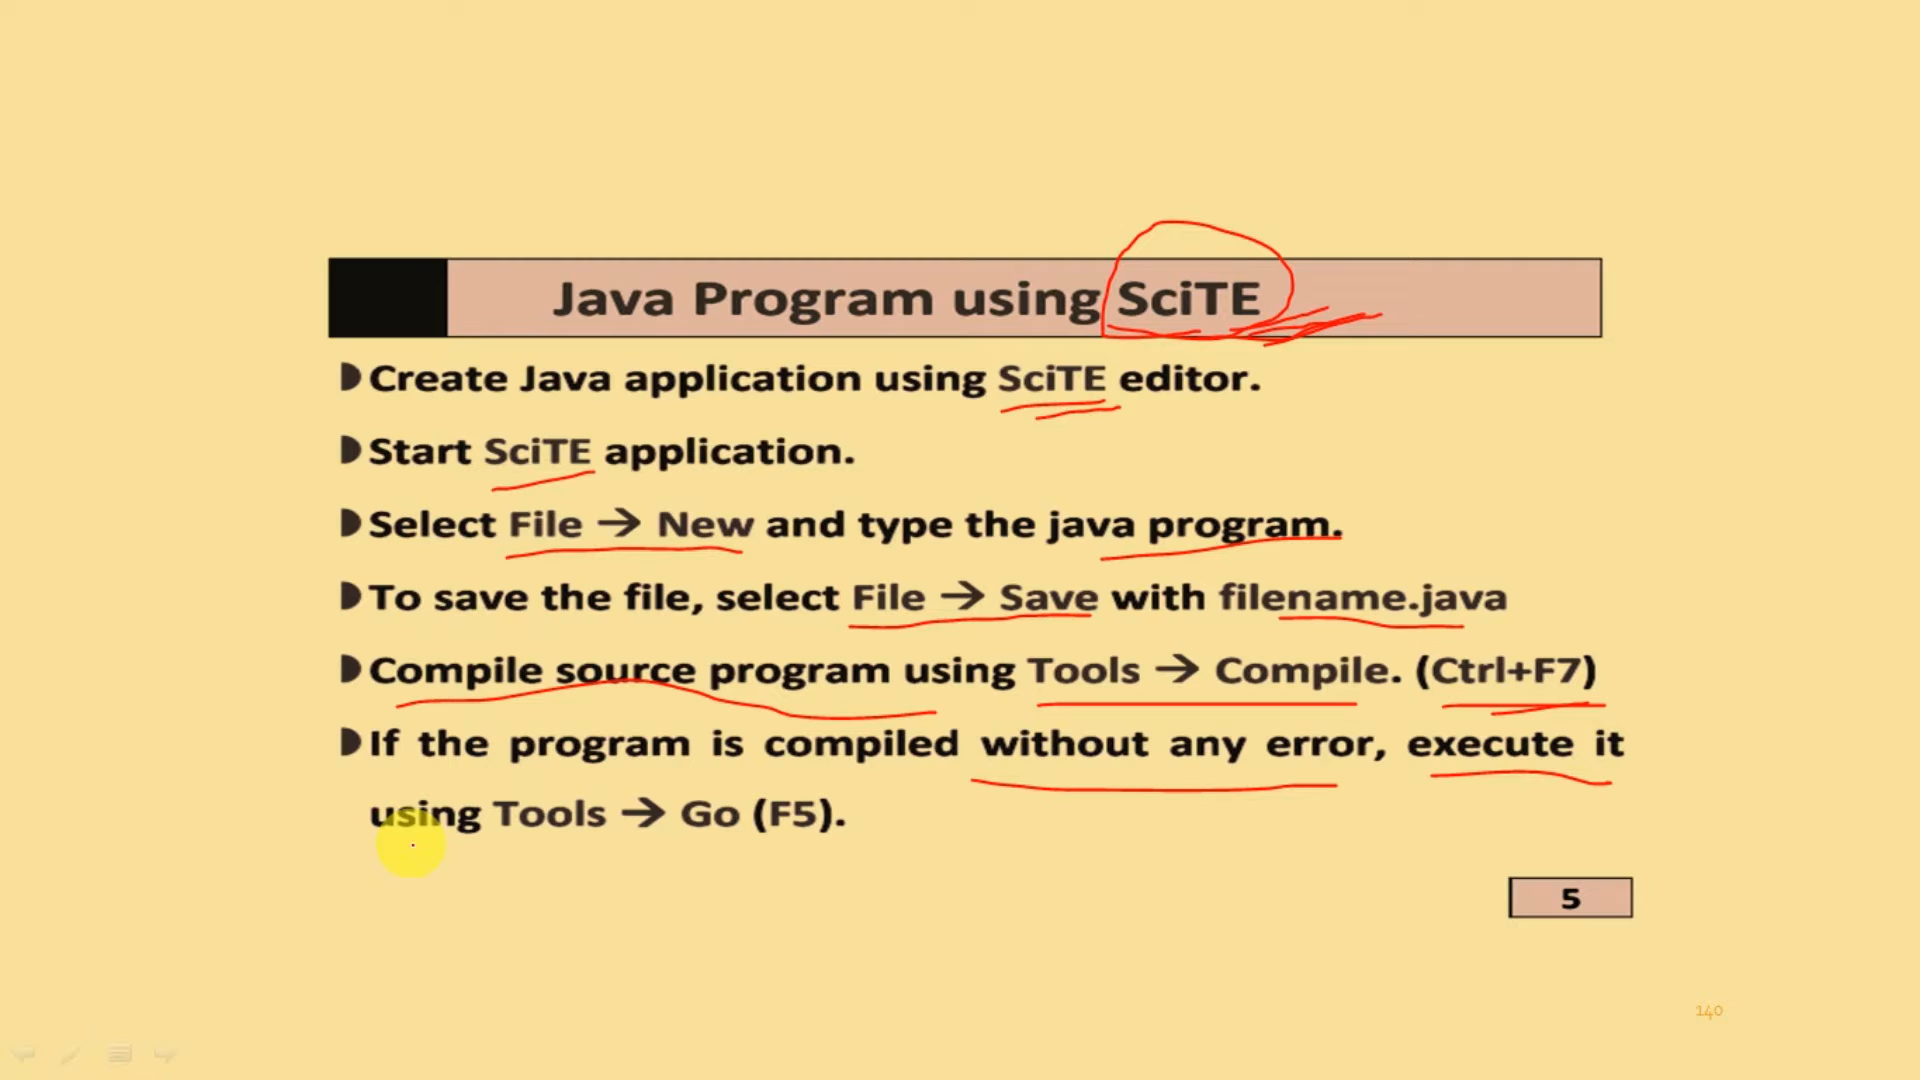 Java Program using SciTE
Create Java application using SciTE editor.
Start SciTE application.
Select File → New and type the java program.
To save the file, select File → Save with filename.java
Compile source program using Tools → Compile. (Ctrl+F7)
If the program is compiled without any error, execute it
using Tools → Go (F5).
5
140